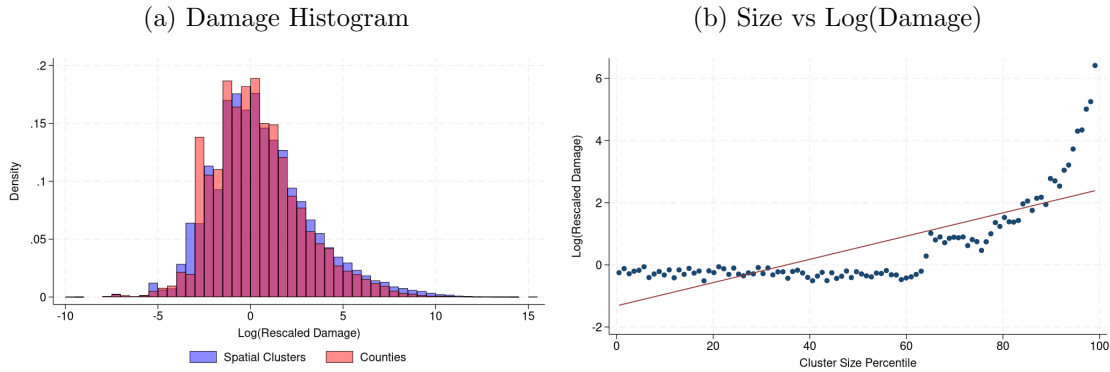 (a) Damage Histogram
.2
.15
.1
.05
0
Density
-10 -5 0 5 10 15
Log(Rescaled Damage)
Spatial Clusters Counties
(b) Size vs Log(Damage)
6
4
2
0
-2
Log(Rescaled Damage)
0 20 40 60 80 100
Cluster Size Percentile